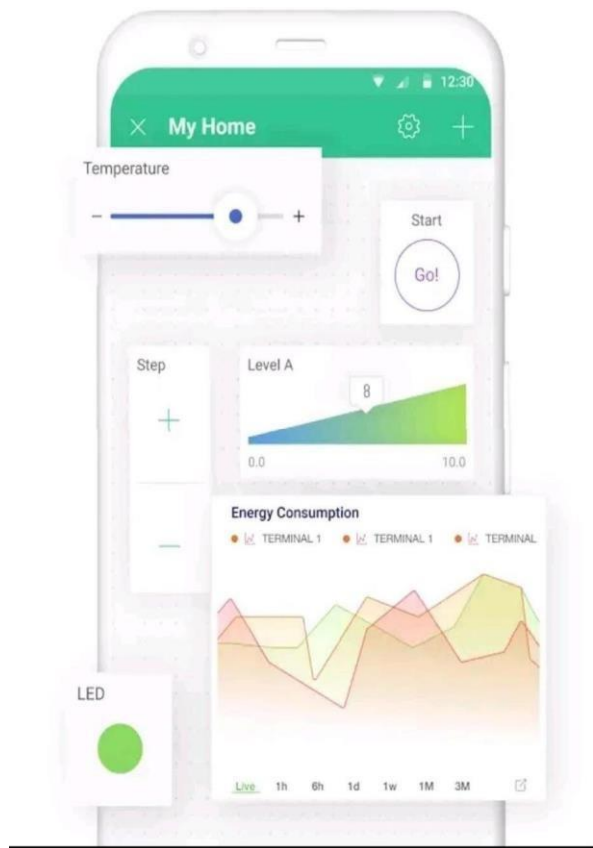 12:30
My Home
Temperature
- +
Start
Go!
Step
+
-
Level A
8
0.0 10.0
Energy Consumption
TERMINAL 1 TERMINAL 1 TERMINAL
LED
Live 1h 6h 1d 1w 1M 3M